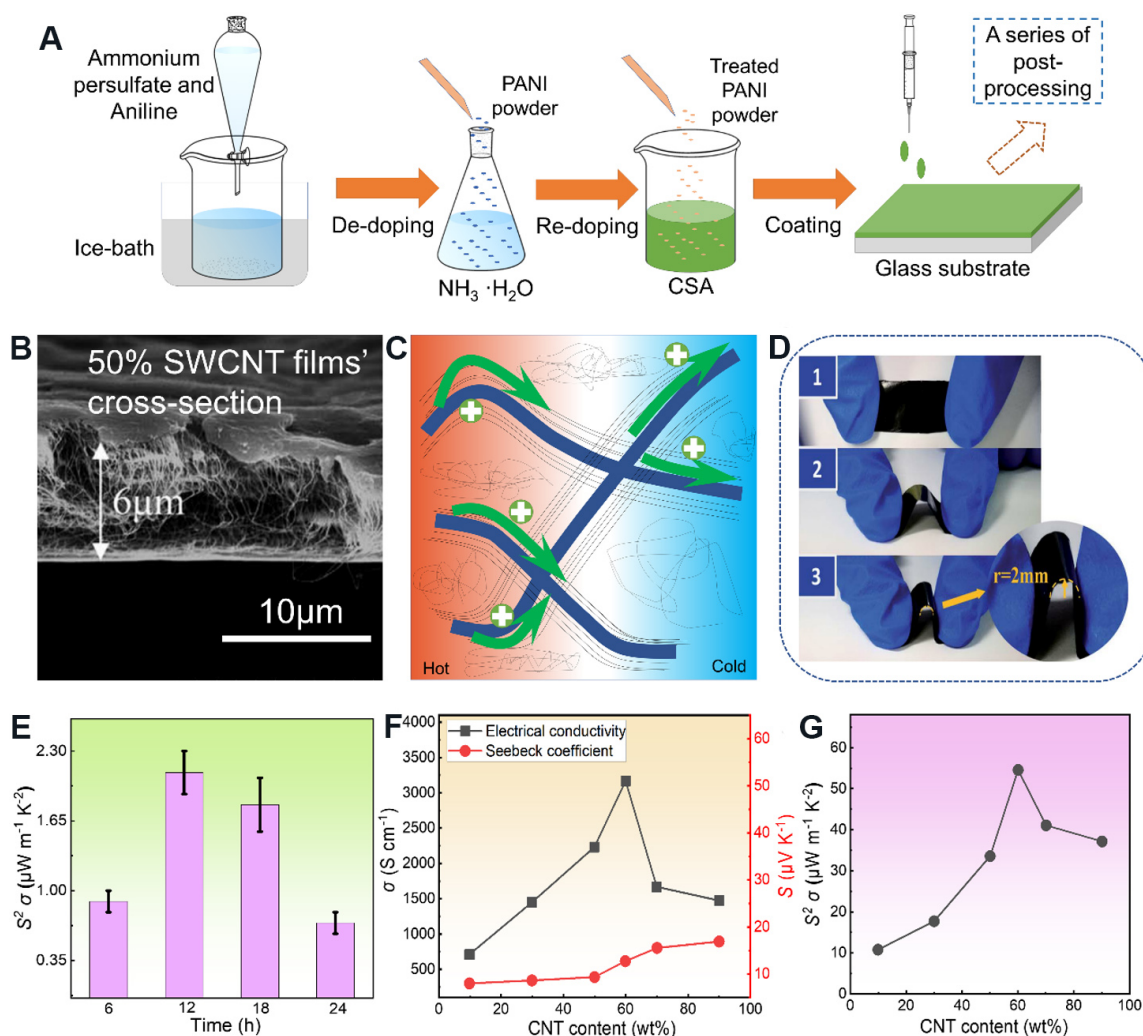 A
Ammonium
persulfate and
Aniline
Ice-bath
De-doping
PANI
powder
NH₃ ·H₂O
Re-doping
Treated
PANI
powder
CSA
Coating
Glass substrate
A series of
post-
processing
B
50% SWCNT films'
cross-section
6μm
10μm
C
Hot
Cold
D
1
2
3
r=2mm
E
S² σ (μW m⁻¹ K⁻²)
2.30
1.65
1.00
0.35
6
12
18
24
Time (h)
F
σ (S cm⁻¹)
4000
3500
3000
2500
2000
1500
1000
500
Electrical conductivity
Seebeck coefficient
60
50
40
30
20
10
S (μV K⁻¹)
0
20
40
60
80
100
CNT content (wt%)
G
S² σ (μW m⁻¹ K⁻²)
60
50
40
30
20
10
0
0
20
40
60
80
100
CNT content (wt%)